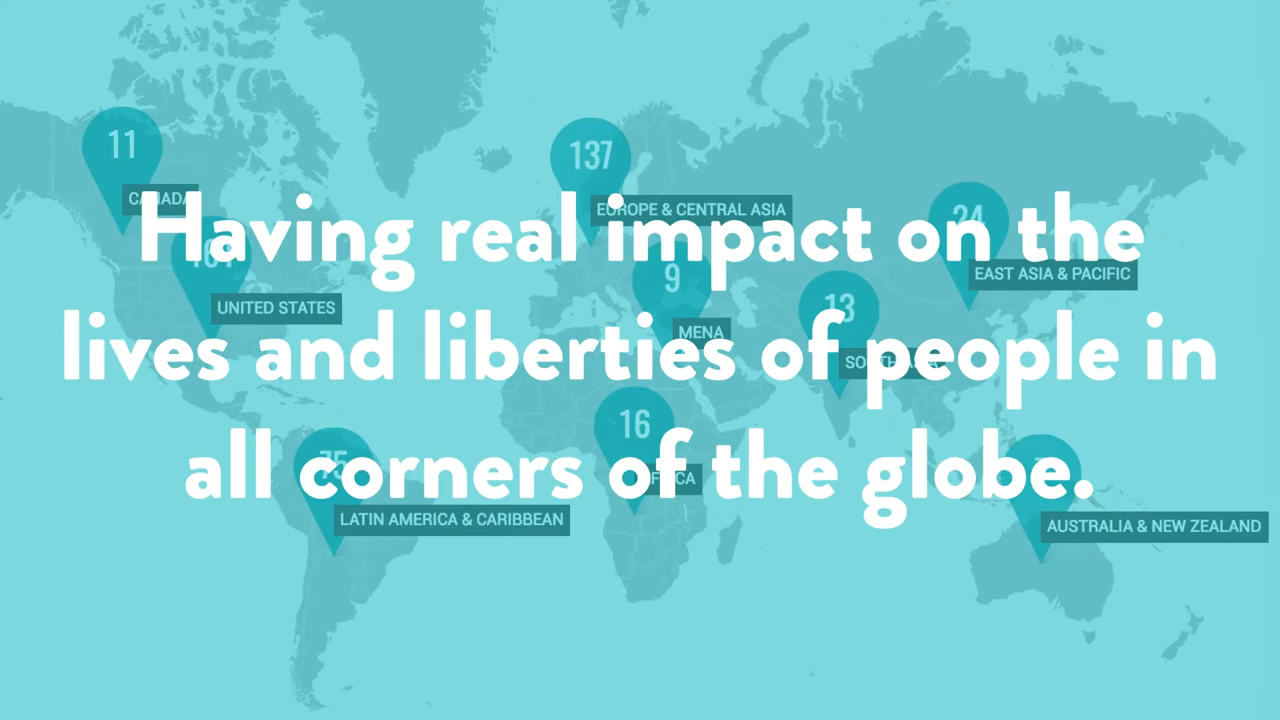 11
137
CANADA
Having real impact on the
EUROPE & CENTRAL ASIA
24
EAST ASIA & PACIFIC
9
13
UNITED STATES
MENA
lives and liberties of people in
16
75
all corners of the globe.
LATIN AMERICA & CARIBBEAN
AUSTRALIA & NEW ZEALAND